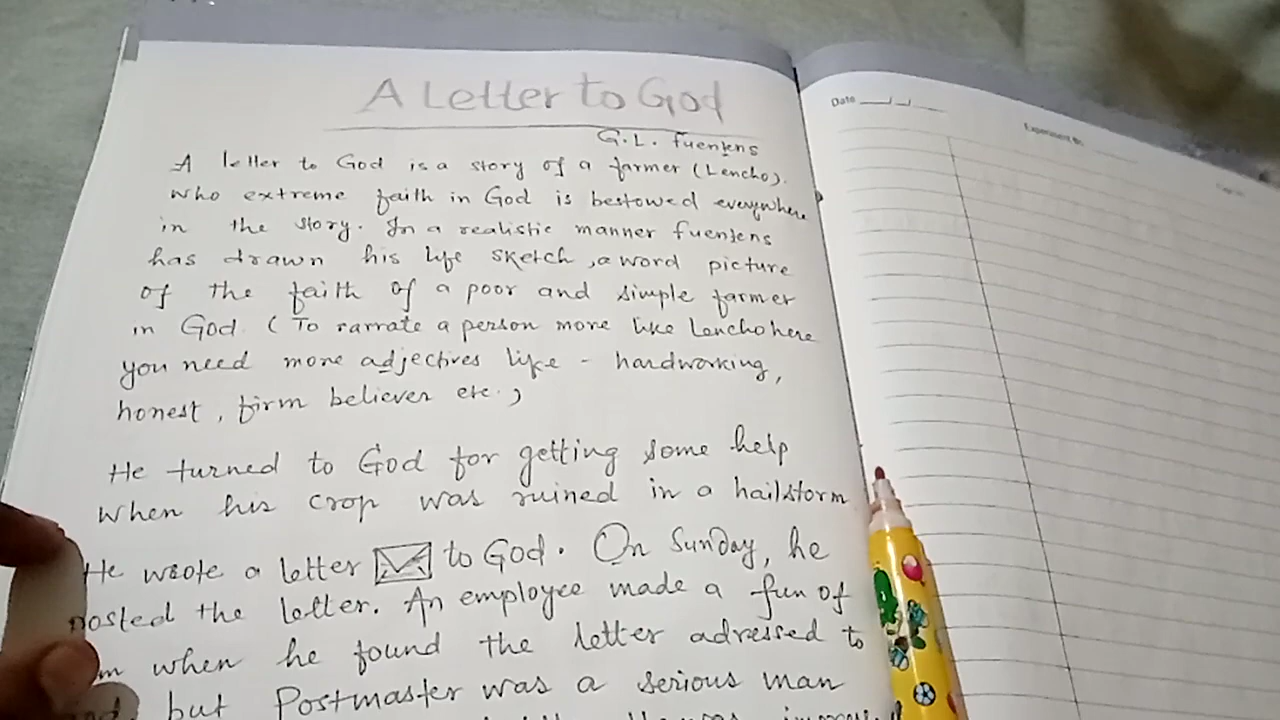 A Letter to God
G.L. Fuentens
A letter to God is a story of a farmer (Lencho).
Who extreme faith in God is bestowed everywhere
in the story. In a realistic manner Fuentens
has drawn his life sketch, a word picture
of the faith of a poor and simple farmer
in God. (To narrate a person more like Lencho here
you need more adjectives like - hardworking,
honest, firm believer etc.)
He turned to God for getting some help
when his crop was ruined in a hailstorm
He wrote a letter to God. On Sunday, he
posted the letter. An employee made a fun of
when he found the letter adressed to
but Postmaster was a serious man
Date
Experiment No.